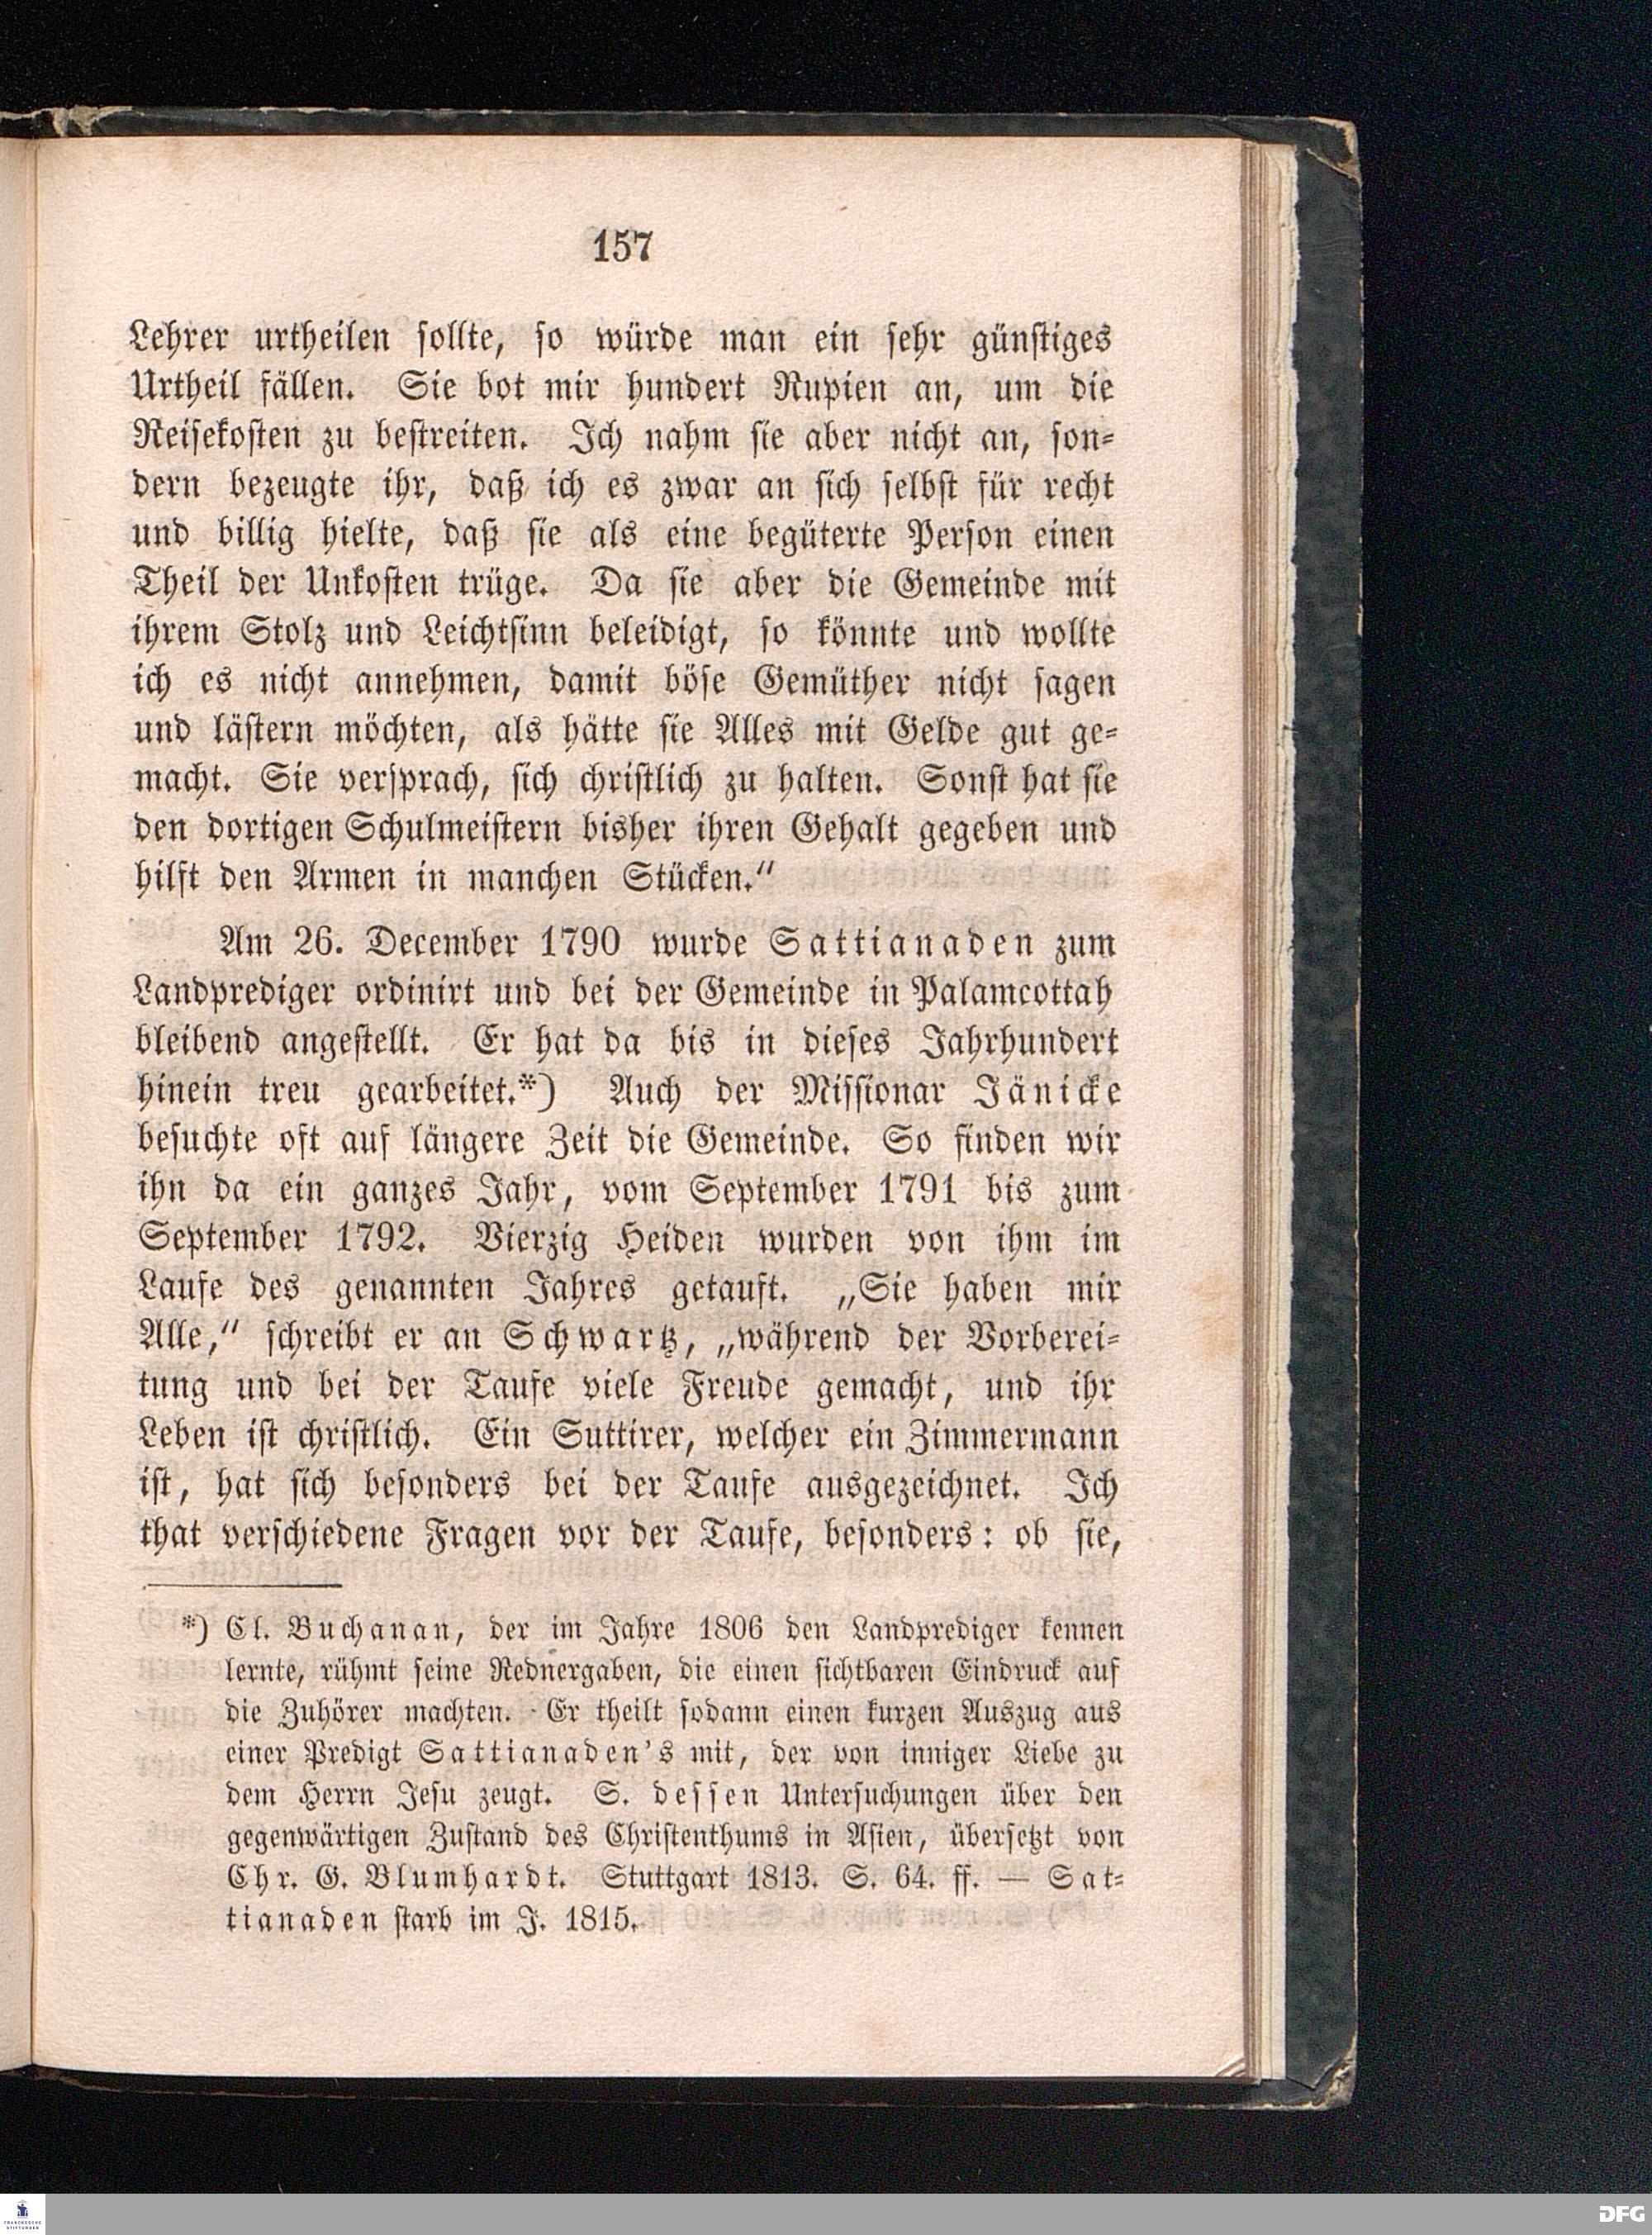 157
Lehrer urtheilen sollte, so würde man ein sehr günstiges
Urtheil fällen. Sie bot mir hundert Rupien an, um die
Reisekosten zu bestreiten. Ich nahm sie aber nicht an, son-
dern bezeugte ihr, daß ich es zwar an sich selbst für recht
und billig hielte, daß sie als eine begüterte Person einen
Theil der Unkosten trüge. Da sie aber die Gemeinde mit
ihrem Stolz und Leichtsinn beleidigt, so könnte und wollte
ich es nicht annehmen, damit böse Gemüther nicht sagen
und lästern möchten, als hätte sie Alles mit Gelde gut ge-
macht. Sie versprach, sich christlich zu halten. Sonst hat sie
den dortigen Schulmeistern bisher ihren Gehalt gegeben und
hilft den Armen in manchen Stücken.“
Am 26. December 1790 wurde Sattianaden zum
Landprediger ordinirt und bei der Gemeinde in Palamcottah
bleibend angestellt. Er hat da bis in dieses Jahrhundert
hinein treu gearbeitet.*) Auch der Missionar Jänicke
besuchte oft auf längere Zeit die Gemeinde. So finden wir
ihn da ein ganzes Jahr, vom September 1791 bis zum
September 1792. Vierzig Heiden wurden von ihm im
Laufe des genannten Jahres getauft. „Sie haben mir
Alle,“ schreibt er an Schwartz, „während der Vorberei-
tung und bei der Taufe viele Freude gemacht, und ihr
Leben ist christlich. Ein Suttirer, welcher ein Zimmermann
ist, hat sich besonders bei der Taufe ausgezeichnet. Ich
that verschiedene Fragen vor der Taufe, besonders: ob sie,
*) Cl. Buchanan, der im Jahre 1806 den Landprediger kennen
lernte, rühmt seine Rednergaben, die einen sichtbaren Eindruck auf
die Zuhörer machten. Er theilt sodann einen kurzen Auszug aus
einer Predigt Sattianaden's mit, der von inniger Liebe zu
dem Herrn Jesu zeugt. S. dessen Untersuchungen über den
gegenwärtigen Zustand des Christenthums in Asien, übersetzt von
Chr. G. Blumhardt. Stuttgart 1813. S. 64. ff. — Sat-
tianaden starb im J. 1815.
FRANCKESCHE
STIFTUNGEN
DFG